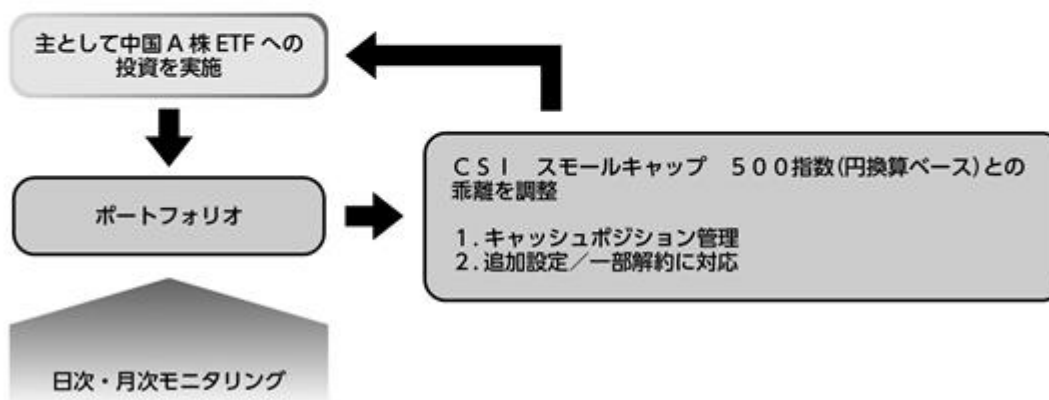 主として中国A株ETFへの
投資を実施
ポートフォリオ
CSI スモールキャップ 500指数(円換算ベース)との
乖離を調整
1.キャッシュポジション管理
2.追加設定/一部解約に対応
日次・月次モニタリング